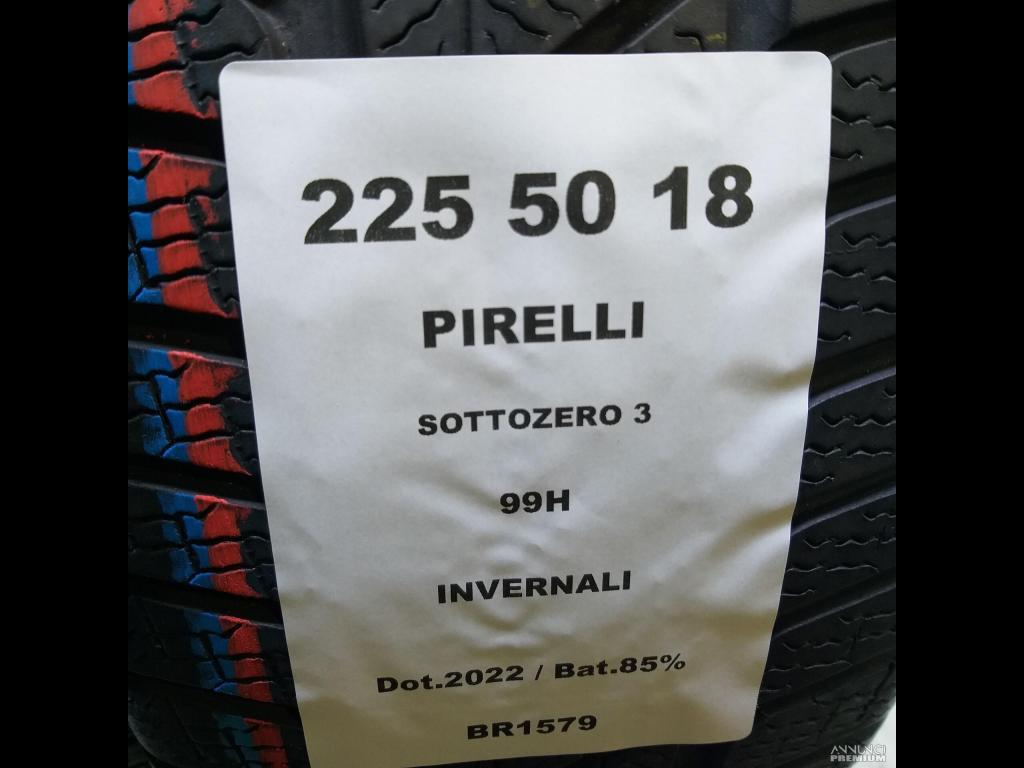 225 50 18
PIRELLI
SOTTOZERO 3
99H
INVERNALI
Dot.2022 / Bat.85%
BR1579
ANNUNCI
PREMIUM